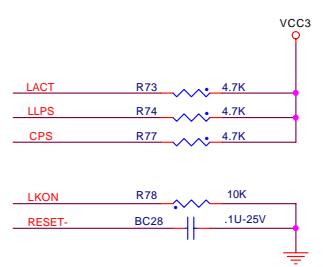 VCC3
LACT R73 4.7K
LLPS R74 4.7K
CPS R77 4.7K
LKON R78 10K
RESET- BC28 .1U-25V